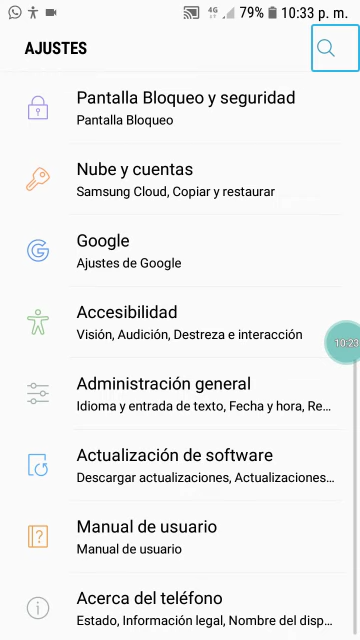 4G 79% 10:33 p. m.
AJUSTES
Pantalla Bloqueo y seguridad
Pantalla Bloqueo
Nube y cuentas
Samsung Cloud, Copiar y restaurar
Google
Ajustes de Google
Accesibilidad
Visión, Audición, Destreza e interacción
10:23
Administración general
Idioma y entrada de texto, Fecha y hora, Re...
Actualización de software
Descargar actualizaciones, Actualizaciones...
Manual de usuario
Manual de usuario
Acerca del teléfono
Estado, Información legal, Nombre del disp...